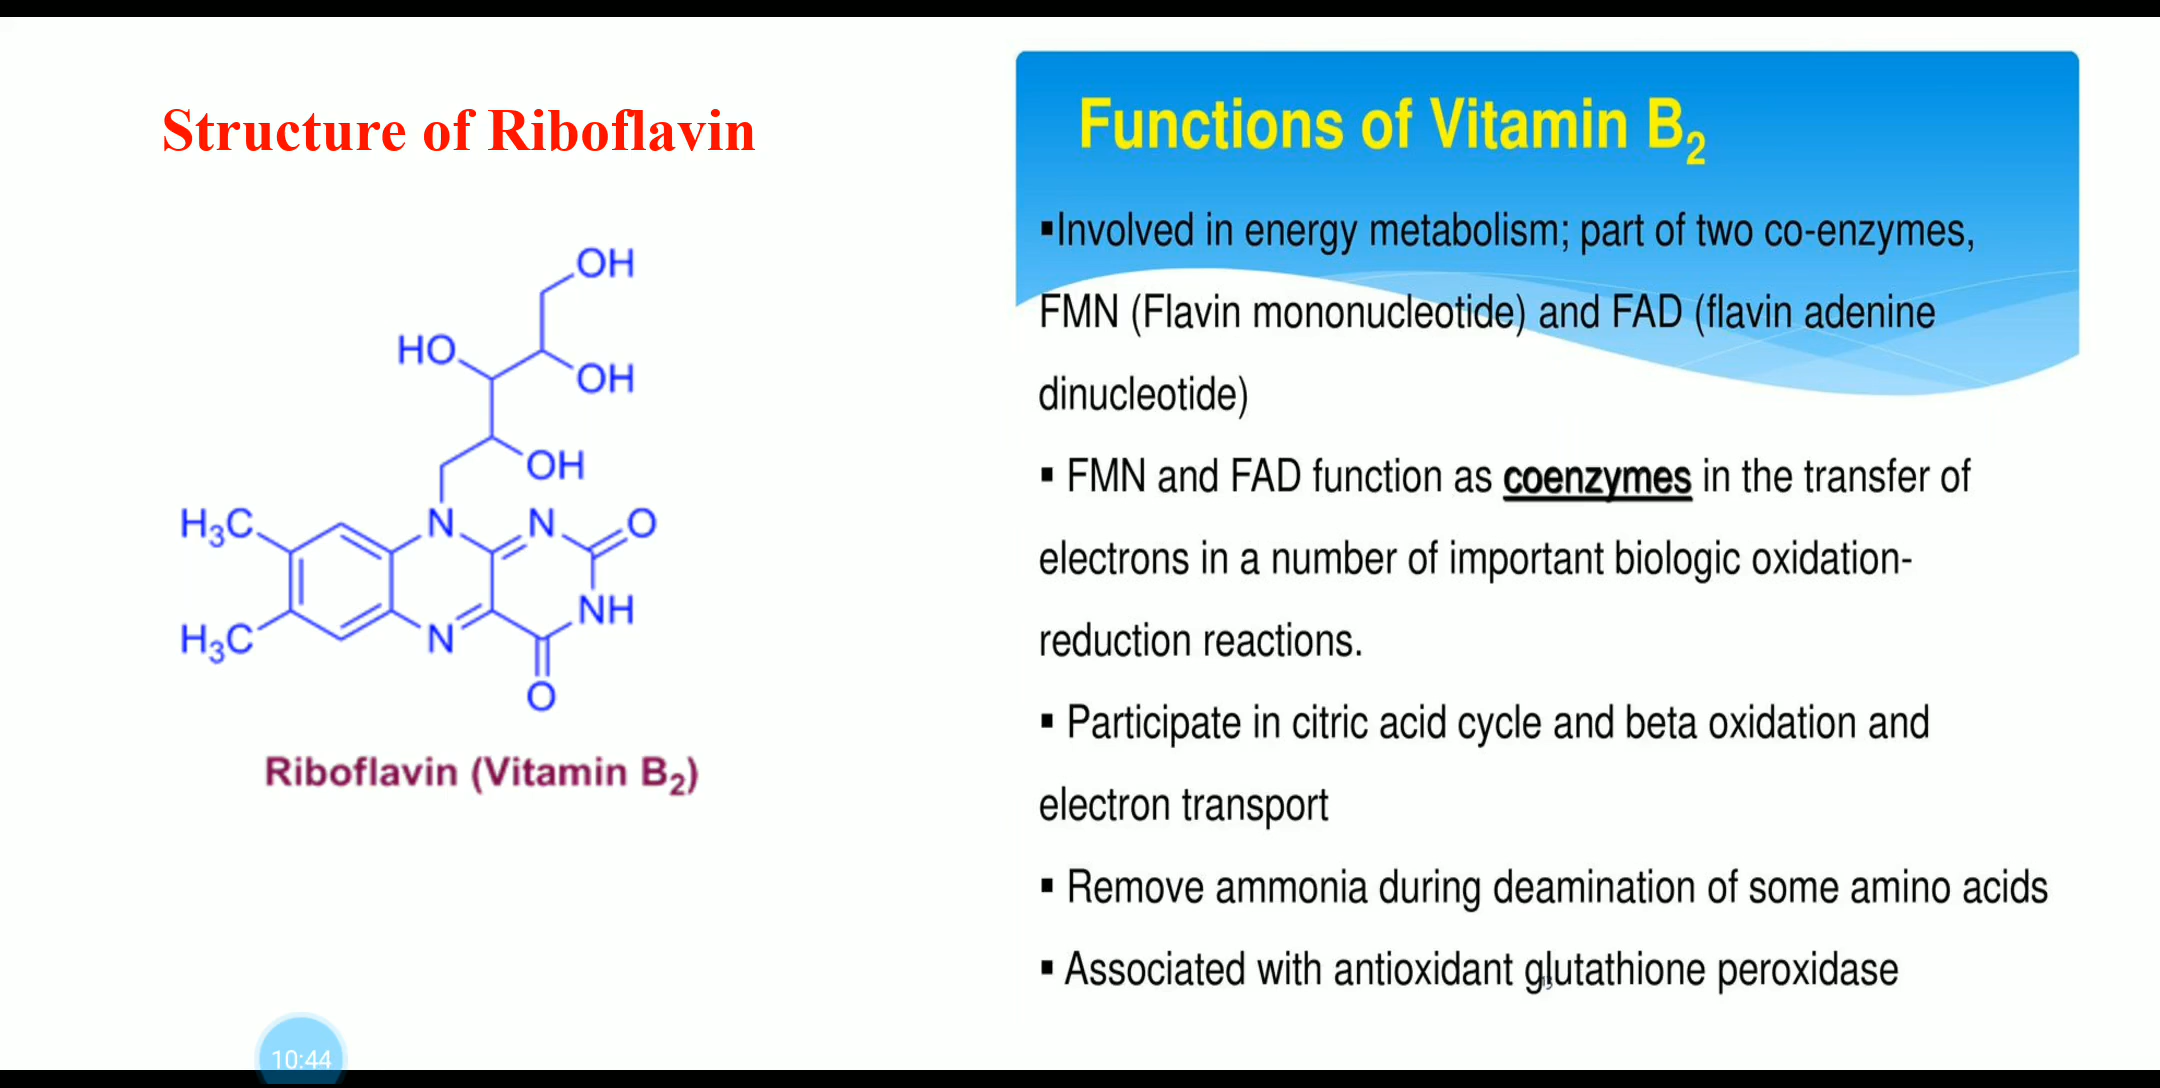 Structure of Riboflavin
OH
HO
OH
OH
H₃C
N
N
O
NH
H₃C
N
O
Riboflavin (Vitamin B₂)
10:44
Functions of Vitamin B₂
▪Involved in energy metabolism; part of two co-enzymes,
FMN (Flavin mononucleotide) and FAD (flavin adenine
dinucleotide)
▪ FMN and FAD function as coenzymes in the transfer of
electrons in a number of important biologic oxidation-
reduction reactions.
▪ Participate in citric acid cycle and beta oxidation and
electron transport
▪ Remove ammonia during deamination of some amino acids
▪ Associated with antioxidant glutathione peroxidase